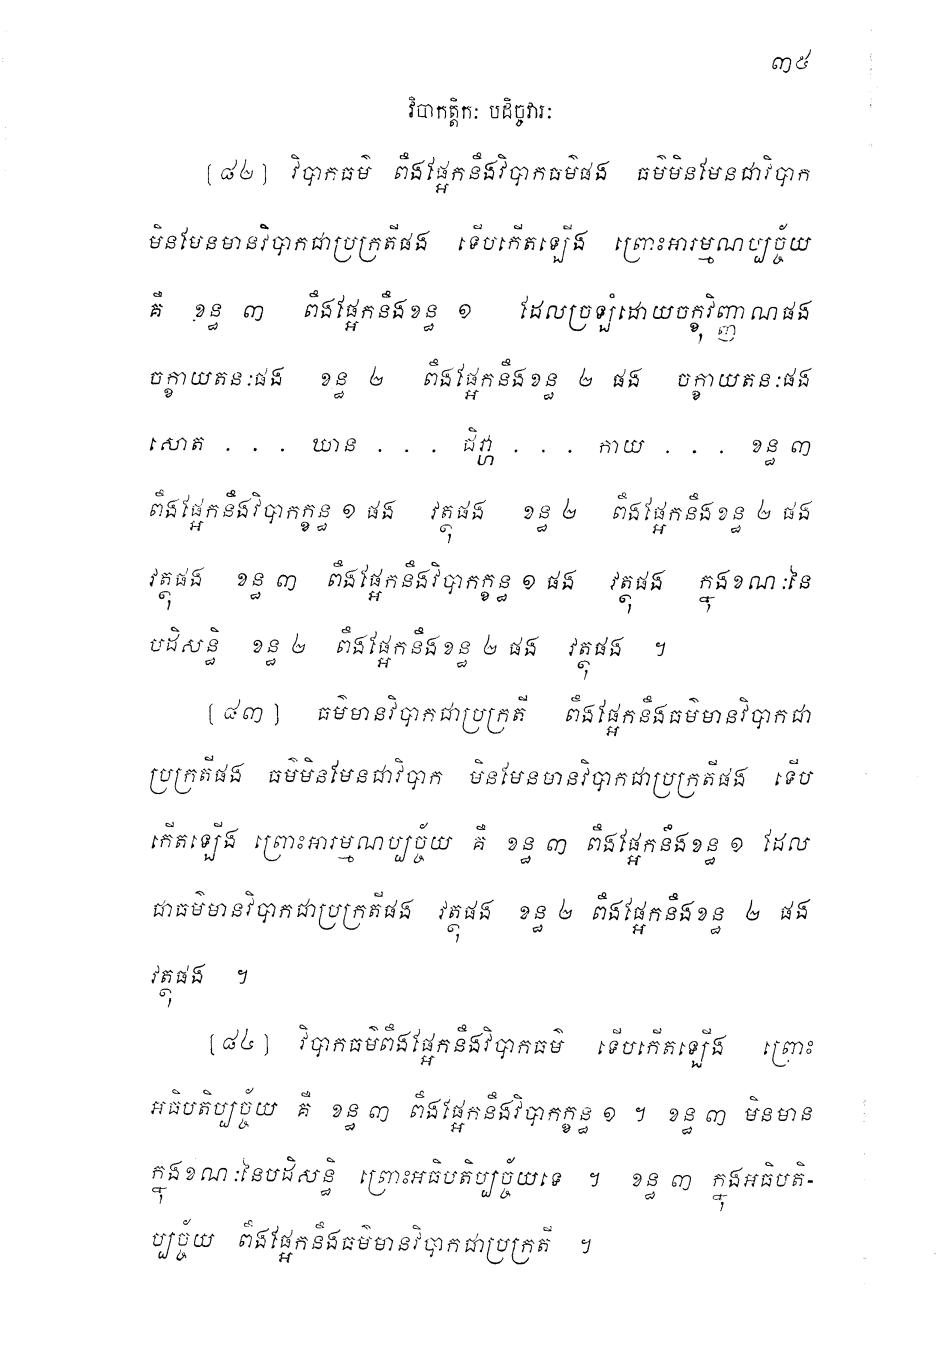 ៣៥
វិបាកត្តិកៈ បដិច្ចវារៈ
[៨២] វិបាកធម៌ ពឹងផ្អែកនឹងវិបាកធម៌ផង ធម៌មិនមែនជាវិបាក
មិនមែនមានវិបាកជាប្រក្រតីផង ទើបកើតឡើង ព្រោះអារម្មណប្បច្ច័យ
គឺ ខន្ធ ៣ ពឹងផ្អែកនឹងខន្ធ ១ ដែលច្រឡំដោយចក្ខុវិញ្ញាណផង
ចក្ខាយតនៈផង ខន្ធ ២ ពឹងផ្អែកនឹងខន្ធ ២ ផង ចក្ខាយតនៈផង
សោត . . . ឃាន . . . ជិវ្ហា . . . កាយ . . . ខន្ធ ៣
ពឹងផ្អែកនឹងវិបាកក្ខន្ធ ១ ផង វត្ថុផង ខន្ធ ២ ពឹងផ្អែកនឹងខន្ធ ២ ផង
វត្ថុផង ខន្ធ ៣ ពឹងផ្អែកនឹងវិបាកក្ខន្ធ ១ ផង វត្ថុផង ក្នុងខណៈនៃ
បដិសន្ធិ ខន្ធ ២ ពឹងផ្អែកនឹងខន្ធ ២ ផង វត្ថុផង ។
[៨៣] ធម៌មានវិបាកជាប្រក្រតី ពឹងផ្អែកនឹងធម៌មានវិបាកជា
ប្រក្រតីផង ធម៌មិនមែនជាវិបាក មិនមែនមានវិបាកជាប្រក្រតីផង ទើប
កើតឡើង ព្រោះអារម្មណប្បច្ច័យ គឺ ខន្ធ ៣ ពឹងផ្អែកនឹងខន្ធ ១ ដែល
ជាធម៌មានវិបាកជាប្រក្រតីផង វត្ថុផង ខន្ធ ២ ពឹងផ្អែកនឹងខន្ធ ២ ផង
វត្ថុផង ។
[៨៤] វិបាកធម៌ពឹងផ្អែកនឹងវិបាកធម៌ ទើបកើតឡើង ព្រោះ
អធិបតិប្បច្ច័យ គឺ ខន្ធ ៣ ពឹងផ្អែកនឹងវិបាកក្ខន្ធ ១ ។ ខន្ធ ៣ មិនមាន
ក្នុងខណៈនៃបដិសន្ធិ ព្រោះអធិបតិប្បច្ច័យទេ ។ ខន្ធ ៣ ក្នុងអធិបតិ-
ប្បច្ច័យ ពឹងផ្អែកនឹងធម៌មានវិបាកជាប្រក្រតី ។